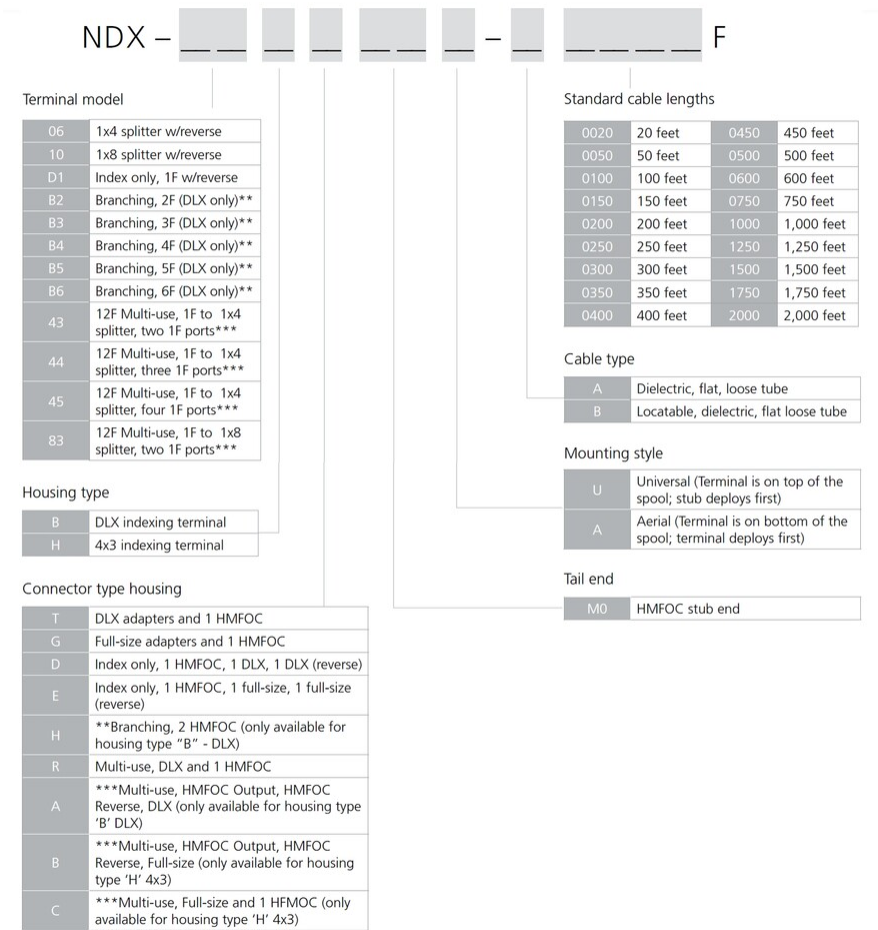 NDX – __ __ __ __ __ __ __ – __ __ __ __ __ F
Terminal model
06 1x4 splitter w/reverse
10 1x8 splitter w/reverse
D1 Index only, 1F w/reverse
B2 Branching, 2F (DLX only)**
B3 Branching, 3F (DLX only)**
B4 Branching, 4F (DLX only)**
B5 Branching, 5F (DLX only)**
B6 Branching, 6F (DLX only)**
43 12F Multi-use, 1F to 1x4
splitter, two 1F ports***
44 12F Multi-use, 1F to 1x4
splitter, three 1F ports***
45 12F Multi-use, 1F to 1x4
splitter, four 1F ports***
83 12F Multi-use, 1F to 1x8
splitter, two 1F ports***
Housing type
B DLX indexing terminal
H 4x3 indexing terminal
Connector type housing
T DLX adapters and 1 HMFOC
G Full-size adapters and 1 HMFOC
D Index only, 1 HMFOC, 1 DLX, 1 DLX (reverse)
E Index only, 1 HMFOC, 1 full-size, 1 full-size
(reverse)
H **Branching, 2 HMFOC (only available for
housing type “B” - DLX)
R Multi-use, DLX and 1 HMFOC
A ***Multi-use, HMFOC Output, HMFOC
Reverse, DLX (only available for housing type
‘B’ DLX)
B ***Multi-use, HMFOC Output, HMFOC
Reverse, Full-size (only available for housing
type ‘H’ 4x3)
C ***Multi-use, Full-size and 1 HFMOC (only
available for housing type ‘H’ 4x3)
Standard cable lengths
0020 20 feet 0450 450 feet
0050 50 feet 0500 500 feet
0100 100 feet 0600 600 feet
0150 150 feet 0750 750 feet
0200 200 feet 1000 1,000 feet
0250 250 feet 1250 1,250 feet
0300 300 feet 1500 1,500 feet
0350 350 feet 1750 1,750 feet
0400 400 feet 2000 2,000 feet
Cable type
A Dielectric, flat, loose tube
B Locatable, dielectric, flat loose tube
Mounting style
U Universal (Terminal is on top of the
spool; stub deploys first)
A Aerial (Terminal is on bottom of the
spool; terminal deploys first)
Tail end
M0 HMFOC stub end